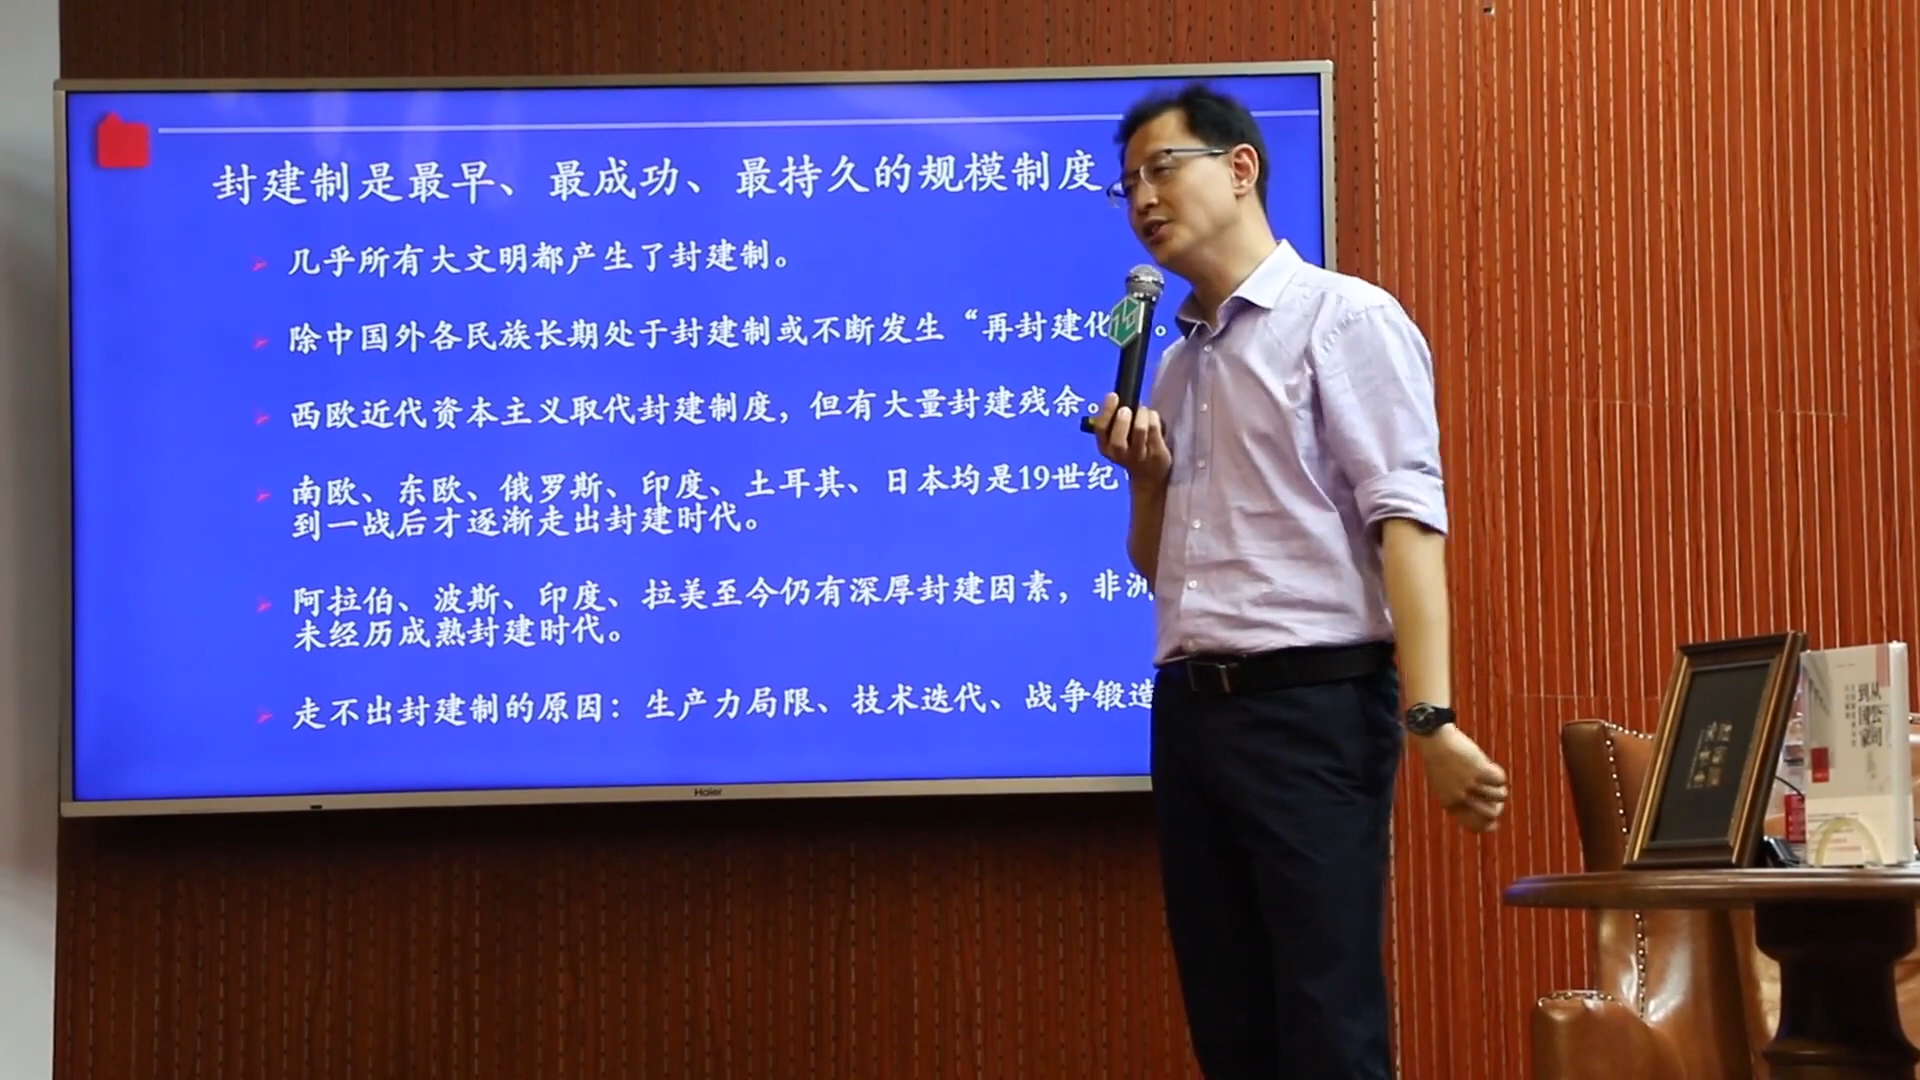 封建制是最早、最成功、最持久的规模制度
几乎所有大文明都产生了封建制。
除中国外各民族长期处于封建制或不断发生“再封建化 。
西欧近代资本主义取代封建制度，但有大量封建残余。
南欧、东欧、俄罗斯、印度、土耳其、日本均是19世纪
到一战后才逐渐走出封建时代。
阿拉伯、波斯、印度、拉美至今仍有深厚封建因素，非洲
未经历成熟封建时代。
走不出封建制的原因：生产力局限、技术迭代、战争锻造
Haier
从公司
到国家